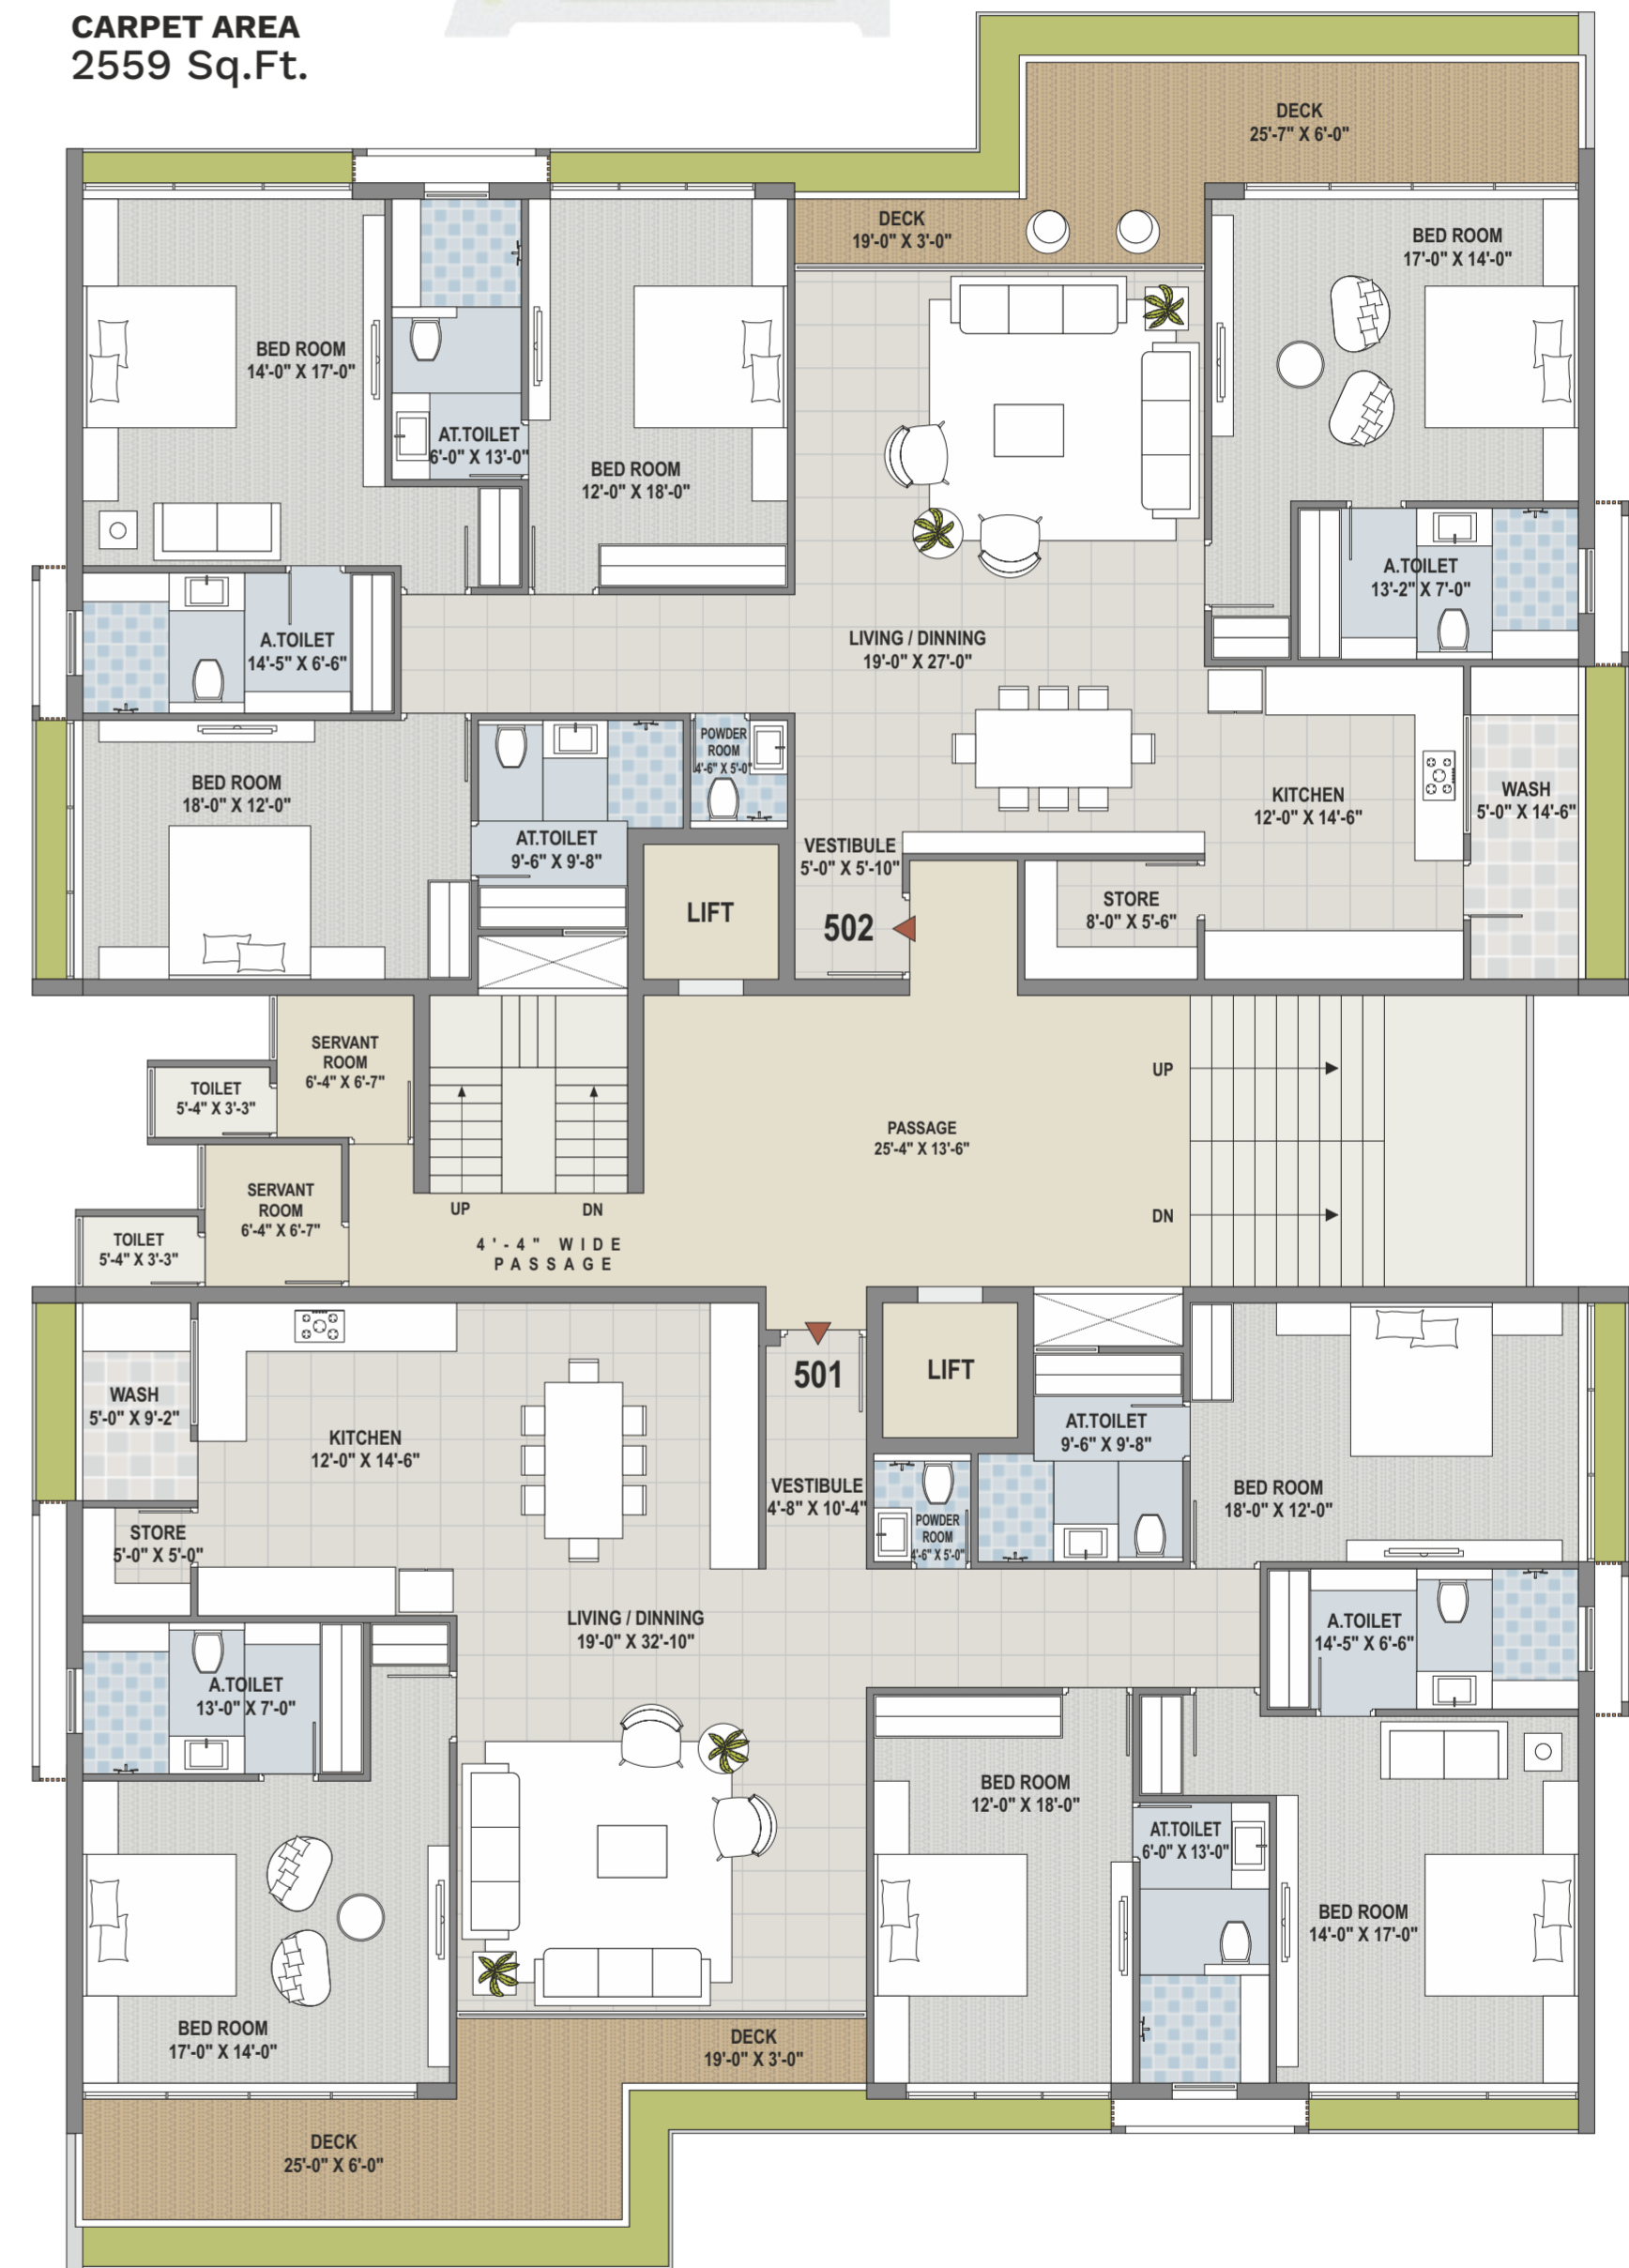 CARPET AREA
2559 Sq.Ft.
DECK
25'-7" X 6'-0"
DECK
19'-0" X 3'-0"
BED ROOM
17'-0" X 14'-0"
BED ROOM
14'-0" X 17'-0"
AT.TOILET
6'-0" X 13'-0"
BED ROOM
12'-0" X 18'-0"
A.TOILET
13'-2" X 7'-0"
A.TOILET
14'-5" X 6'-6"
LIVING / DINNING
19'-0" X 27'-0"
BED ROOM
18'-0" X 12'-0"
POWDER
ROOM
4'-6" X 5'-0"
AT.TOILET
9'-6" X 9'-8"
VESTIBULE
5'-0" X 5'-10"
KITCHEN
12'-0" X 14'-6"
WASH
5'-0" X 14'-6"
LIFT
502
STORE
8'-0" X 5'-6"
SERVANT
ROOM
6'-4" X 6'-7"
TOILET
5'-4" X 3'-3"
UP
PASSAGE
25'-4" X 13'-6"
SERVANT
ROOM
6'-4" X 6'-7"
UP
DN
DN
TOILET
5'-4" X 3'-3"
4'-4" WIDE
PASSAGE
WASH
5'-0" X 9'-2"
KITCHEN
12'-0" X 14'-6"
501
LIFT
AT.TOILET
9'-6" X 9'-8"
VESTIBULE
4'-8" X 10'-4"
BED ROOM
18'-0" X 12'-0"
STORE
5'-0" X 5'-0"
POWDER
ROOM
4'-6" X 5'-0"
LIVING / DINNING
19'-0" X 32'-10"
A.TOILET
14'-5" X 6'-6"
A.TOILET
13'-0" X 7'-0"
BED ROOM
12'-0" X 18'-0"
AT.TOILET
6'-0" X 13'-0"
BED ROOM
14'-0" X 17'-0"
BED ROOM
17'-0" X 14'-0"
DECK
19'-0" X 3'-0"
DECK
25'-0" X 6'-0"